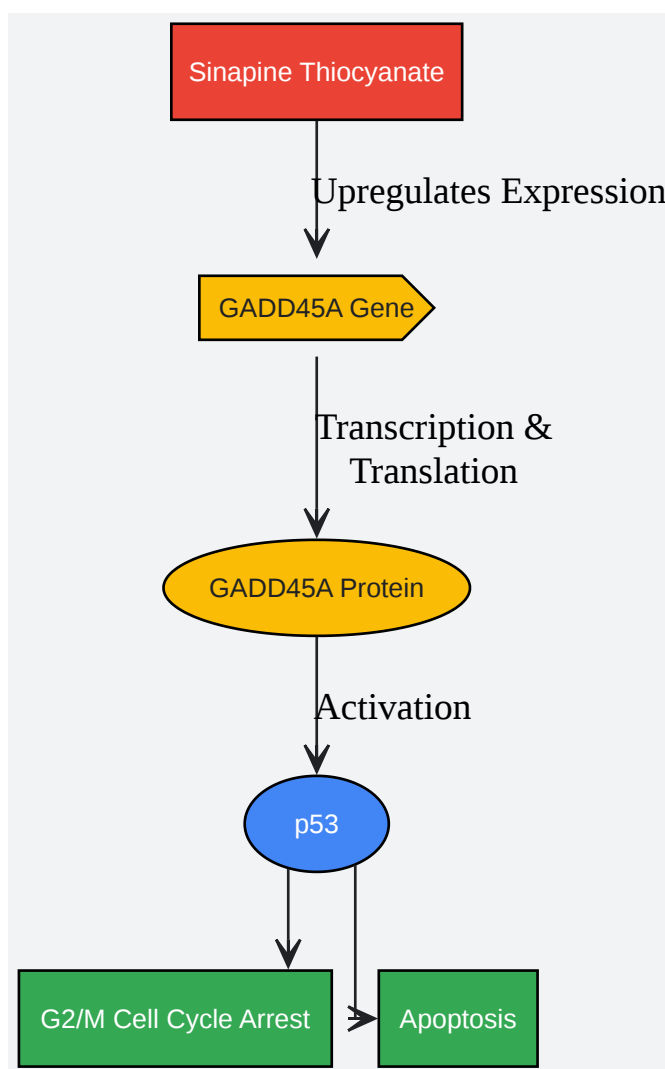 Sinapine Thiocyanate
Upregulates Expression
GADD45A Gene
Transcription &
Translation
GADD45A Protein
Activation
p53
G2/M Cell Cycle Arrest
Apoptosis